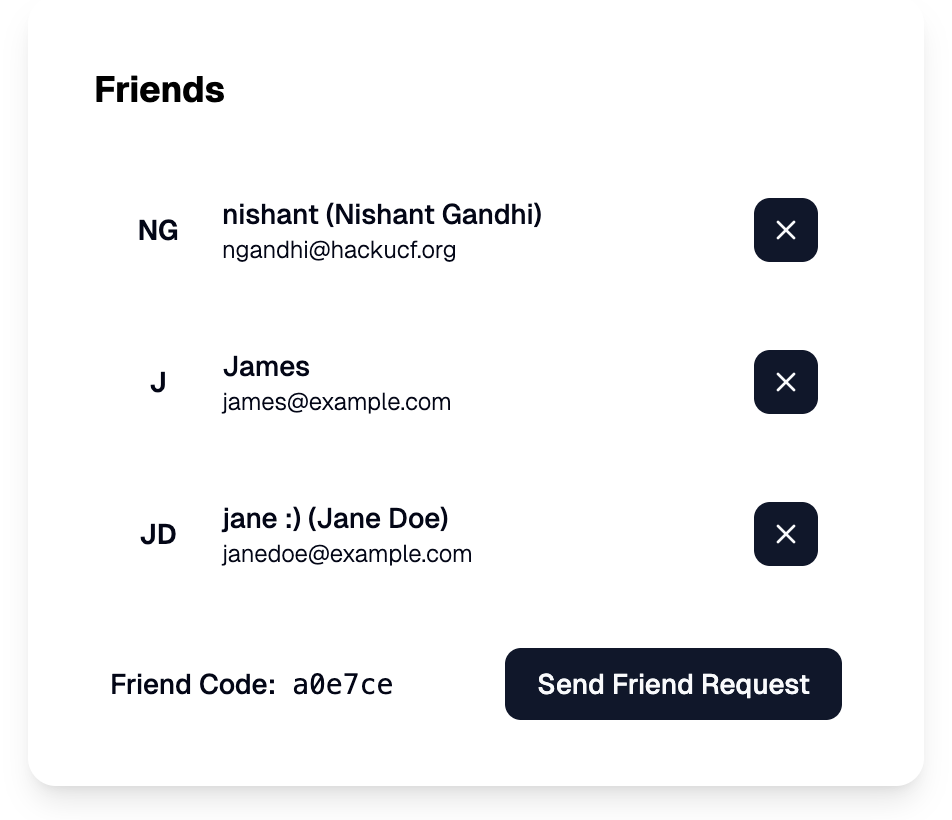 Friends
NG
nishant (Nishant Gandhi)
ngandhi@hackucf.org
J
James
james@example.com
JD
jane :) (Jane Doe)
janedoe@example.com
Friend Code: a0e7ce
Send Friend Request